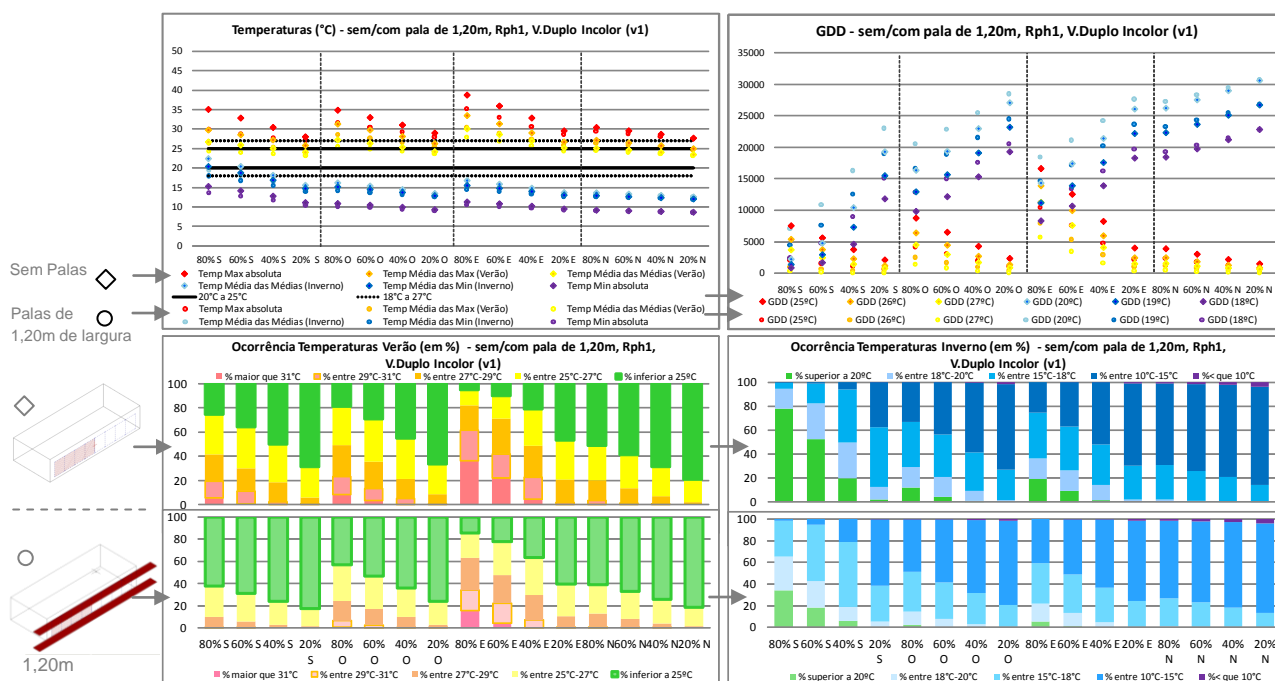 Temperaturas (°C) - sem/com pala de 1,20m, Rph1, V.Duplo Incolor (v1)
50
45
40
35
30
25
20
15
10
5
0
80% S 60% S 40% S 20% S 80% O 60% O 40% O 20% O 80% E 60% E 40% E 20% E 80% N 60% N 40% N 20% N
Temp Max absoluta Temp Média das Max (Verão) Temp Média das Médias (Verão)
Temp Média das Médias (Inverno) Temp Média das Min (Inverno) Temp Min absoluta
20°C a 25°C 18°C a 27°C
Temp Max absoluta Temp Média das Max (Verão) Temp Média das Médias (Verão)
Temp Média das Médias (Inverno) Temp Média das Min (Inverno) Temp Min absoluta
GDD - sem/com pala de 1,20m, Rph1, V.Duplo Incolor (v1)
35000
30000
25000
20000
15000
10000
5000
0
80% S 60% S 40% S 20% S 80% O 60% O 40% O 20% O 80% E 60% E 40% E 20% E 80% N 60% N 40% N 20% N
GDD (25ºC) GDD (26ºC) GDD (27ºC) GDD (20ºC) GDD (19ºC) GDD (18ºC)
GDD (25ºC) GDD (26ºC) GDD (27ºC) GDD (20ºC) GDD (19ºC) GDD (18ºC)
Sem Palas
Palas de
1,20m de largura
Ocorrência Temperaturas Verão (em %) - sem/com pala de 1,20m, Rph1,
V.Duplo Incolor (v1)
% maior que 31°C % entre 29°C-31°C % entre 27°C-29°C % entre 25°C-27°C % inferior a 25ºC
100
80
60
40
20
0
100
80
60
40
20
0
80% S 60% S 40% S 20% S 80% O 60% O 40% O 20% O 80% E 60% E 40% E 20% E 80% N 60% N 40% N 20% N
% maior que 31°C % entre 29°C-31°C % entre 27°C-29°C % entre 25°C-27°C % inferior a 25ºC
Ocorrência Temperaturas Inverno (em %) - sem/com pala de 1,20m, Rph1,
V.Duplo Incolor (v1)
% superior a 20ºC % entre 18°C-20°C % entre 15°C-18°C % entre 10°C-15°C %< que 10°C
100
80
60
40
20
0
100
80
60
40
20
0
80% S 60% S 40% S 20% S 80% O 60% O 40% O 20% O 80% E 60% E 40% E 20% E 80% N 60% N 40% N 20% N
% superior a 20ºC % entre 18°C-20°C % entre 15°C-18°C % entre 10°C-15°C %< que 10°C
1,20m